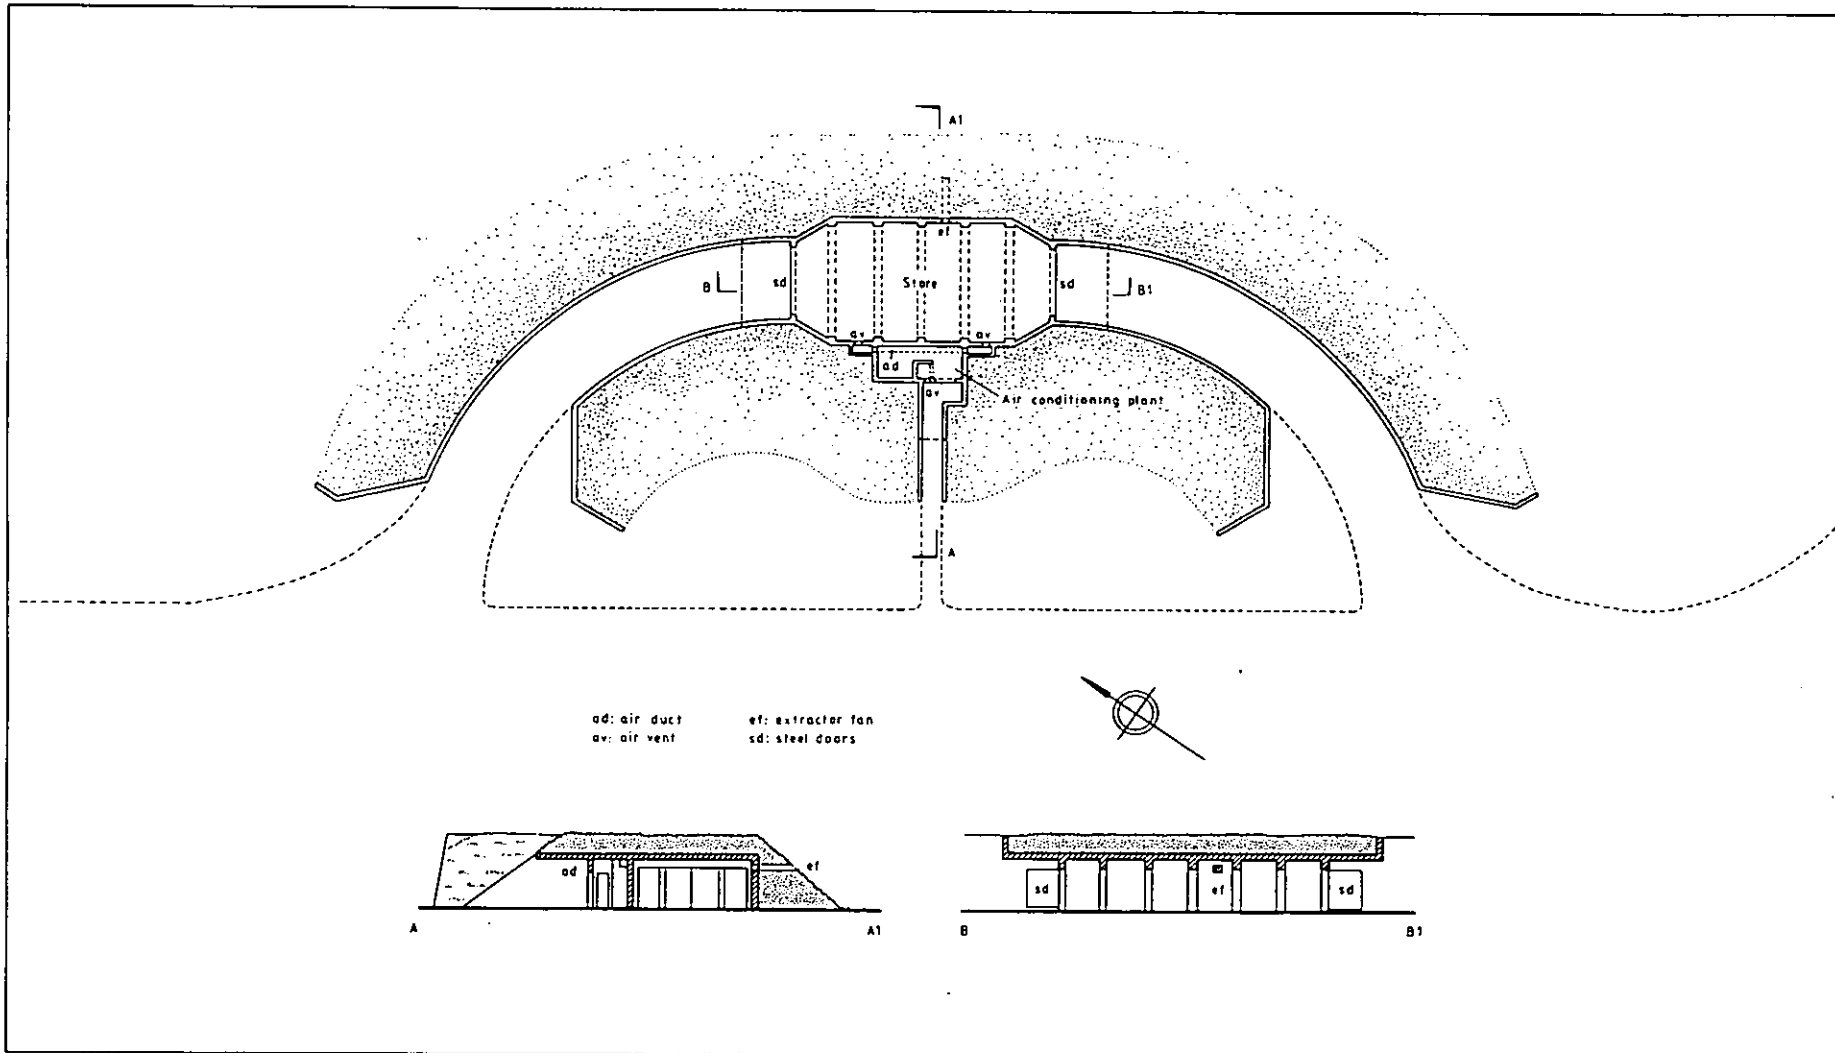 A1
ef
B
sd
Store
sd
B1
av
av
ad
av
Air conditioning plant
A
ad: air duct
ef: extractor fan
av: air vent
sd: steel doors
ad
ef
sd
ef
sd
A
A1
B
B1